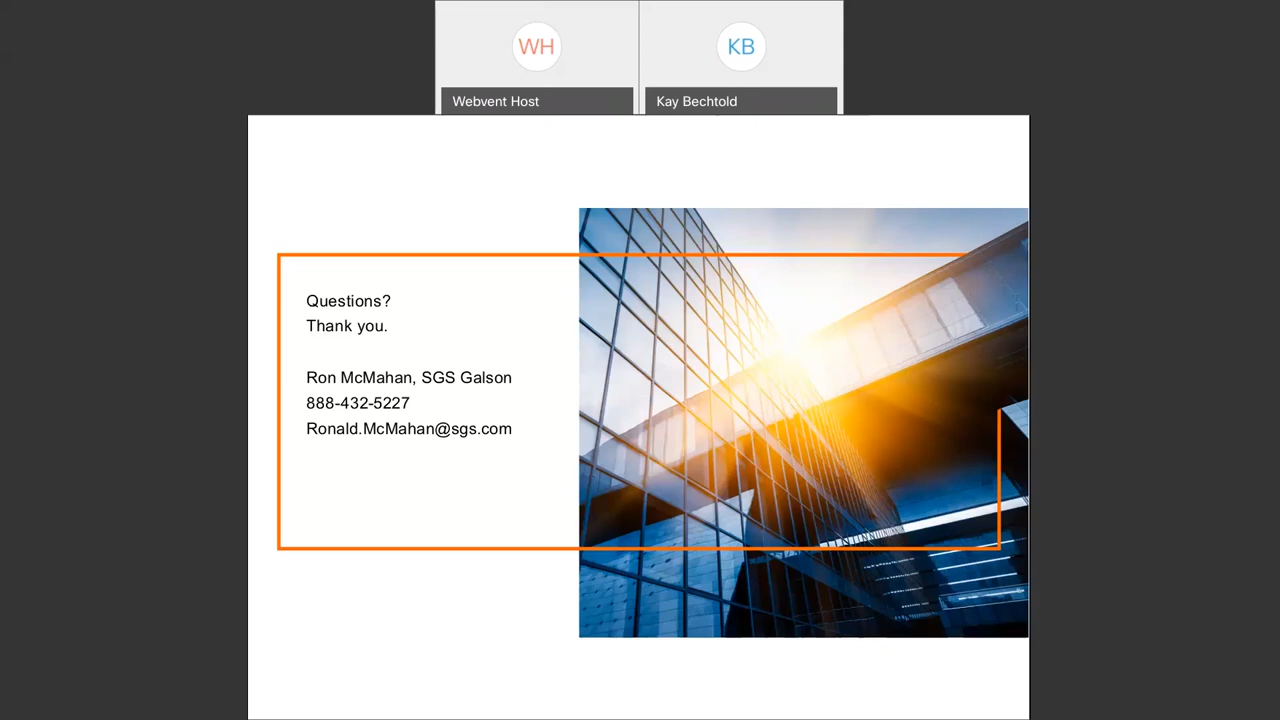 WH
KB
Webvent Host
Kay Bechtold
Questions?
Thank you.
Ron McMahan, SGS Galson
888-432-5227
Ronald.McMahan@sgs.com